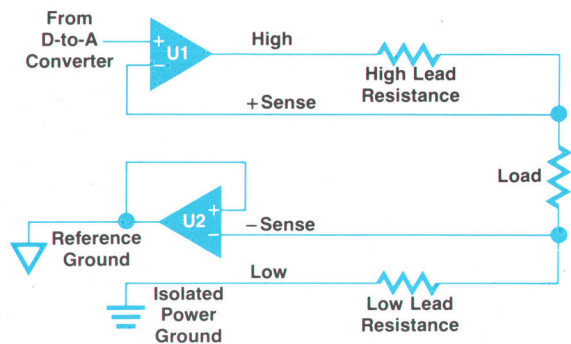 From
D-to-A
Converter
+
−
U1
High
High Lead
Resistance
+Sense
Load
U2
+
−
−Sense
Reference
Ground
Low
Isolated
Power
Ground
Low Lead
Resistance